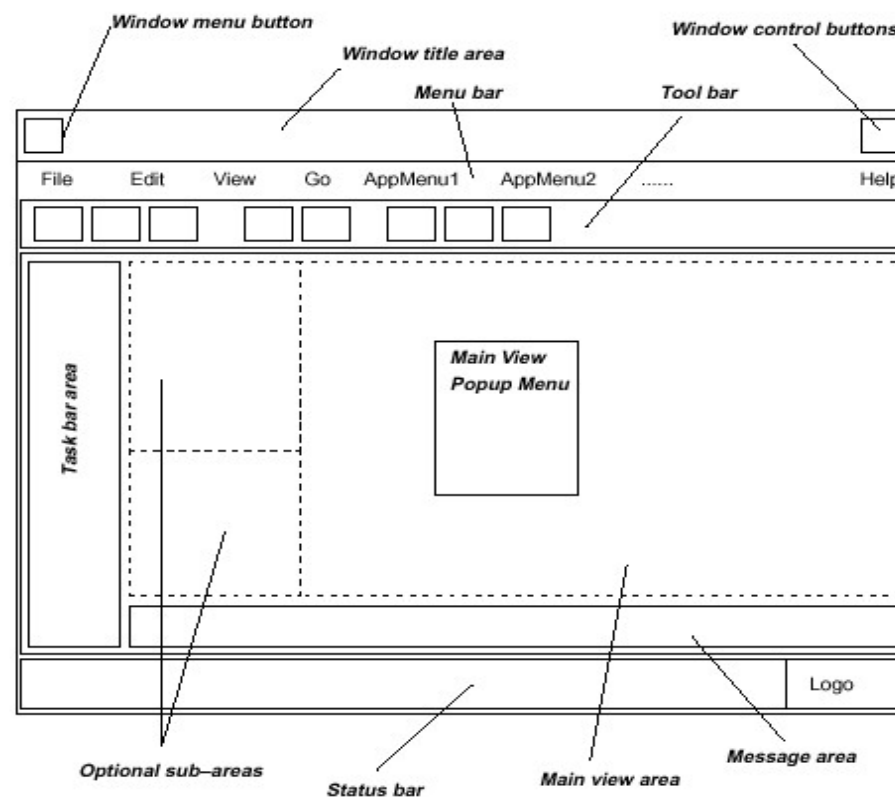 Window menu button
Window control buttons
Window title area
Menu bar
Tool bar
File Edit View Go AppMenu1 AppMenu2 ...... Help
Main View
Popup Menu
Task bar area
Logo
Optional sub–areas
Status bar
Main view area
Message area